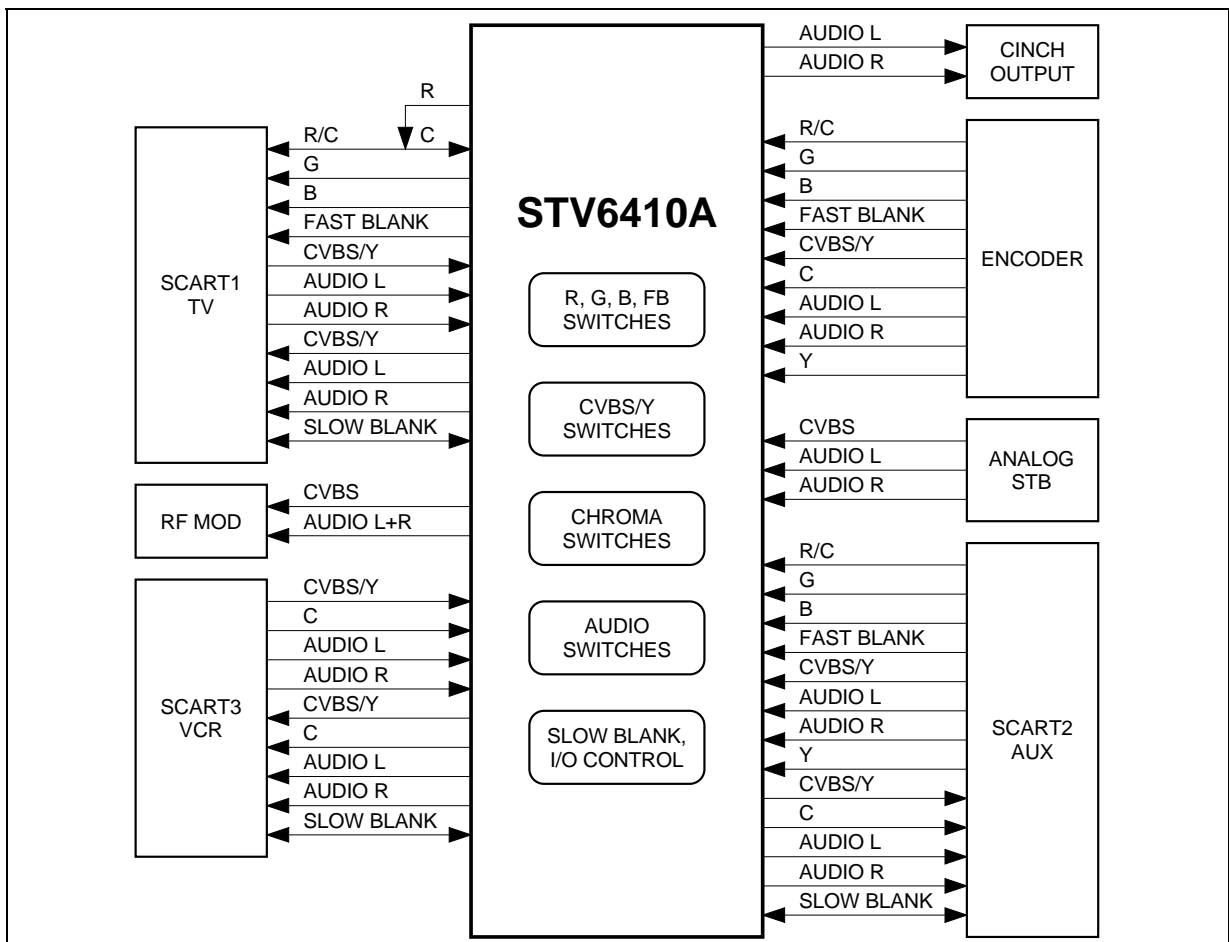 AUDIO L
AUDIO R
CINCH
OUTPUT
R
R/C
C
G
B
FAST BLANK
CVBS/Y
AUDIO L
AUDIO R
CVBS/Y
AUDIO L
AUDIO R
SLOW BLANK
SCART1
TV
CVBS
AUDIO L+R
RF MOD
CVBS/Y
C
AUDIO L
AUDIO R
CVBS/Y
C
AUDIO L
AUDIO R
SLOW BLANK
SCART3
VCR
STV6410A
R, G, B, FB
SWITCHES
CVBS/Y
SWITCHES
CHROMA
SWITCHES
AUDIO
SWITCHES
SLOW BLANK,
I/O CONTROL
R/C
G
B
FAST BLANK
CVBS/Y
C
AUDIO L
AUDIO R
Y
ENCODER
CVBS
AUDIO L
AUDIO R
ANALOG
STB
R/C
G
B
FAST BLANK
CVBS/Y
AUDIO L
AUDIO R
Y
CVBS/Y
C
AUDIO L
AUDIO R
SLOW BLANK
SCART2
AUX